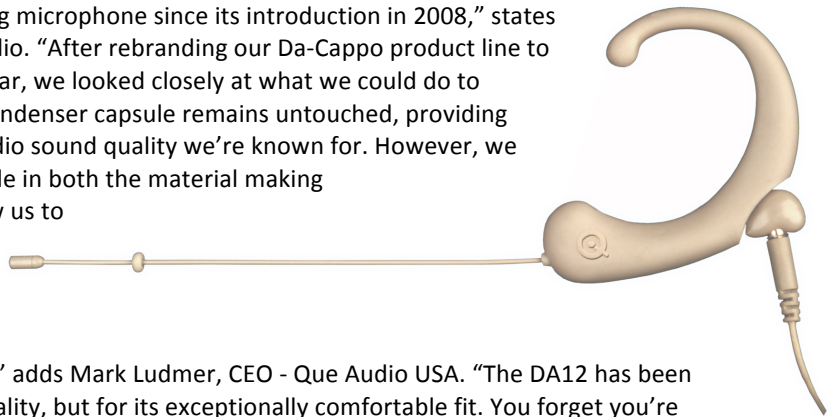 g microphone since its introduction in 2008,” states
dio. “After rebranding our Da-Cappo product line to
ar, we looked closely at what we could do to
ondenser capsule remains untouched, providing
dio sound quality we’re known for. However, we
le in both the material making
w us to
Q
” adds Mark Ludmer, CEO - Que Audio USA. “The DA12 has been
ality, but for its exceptionally comfortable fit. You forget you’re